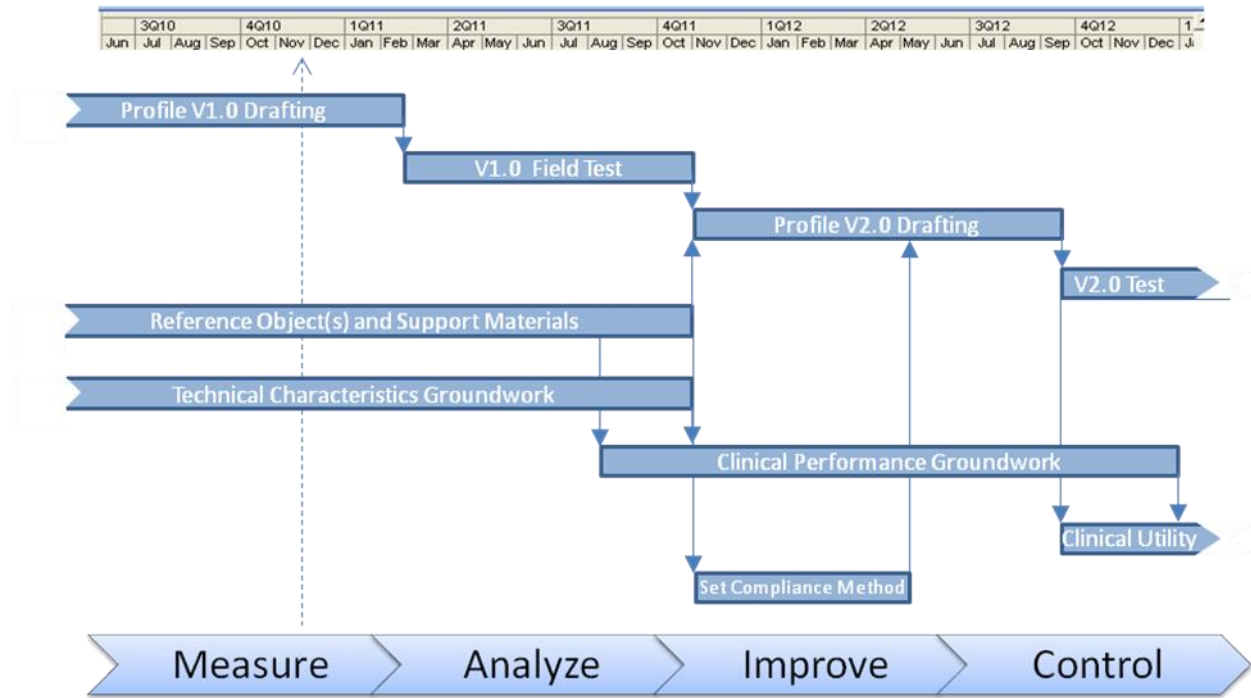 3Q10 4Q10 1Q11 2Q11 3Q11 4Q11 1Q12 2Q12 3Q12 4Q12 1
Jun Jul Aug Sep Oct Nov Dec Jan Feb Mar Apr May Jun Jul Aug Sep Oct Nov Dec Jan Feb Mar Apr May Jun Jul Aug Sep Oct Nov Dec
Profile V1.0 Drafting
V1.0 Field Test
Profile V2.0 Drafting
V2.0 Test
Reference Object(s) and Support Materials
Technical Characteristics Groundwork
Clinical Performance Groundwork
Clinical Utility
Set Compliance Method
Measure Analyze Improve Control